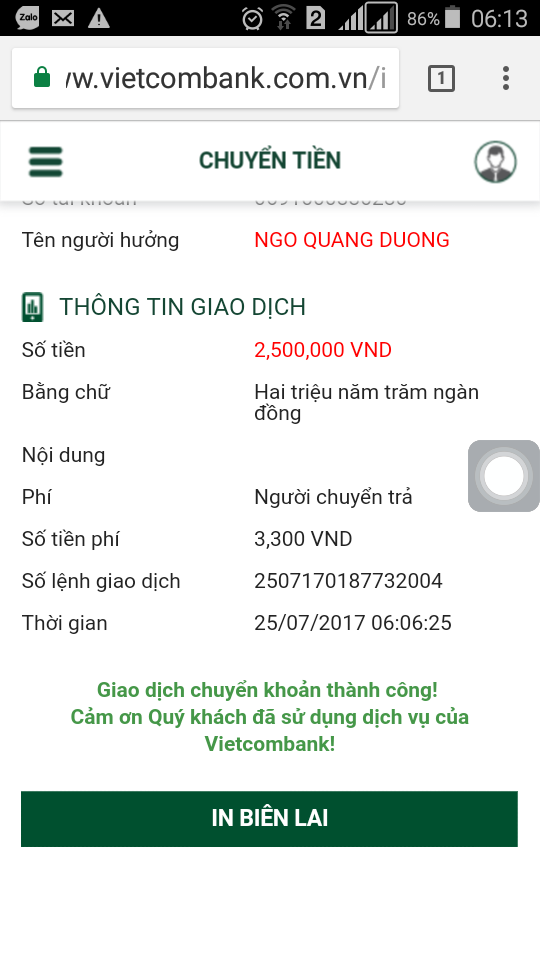 Zalo
2
86%
06:13
/w.vietcombank.com.vn/i
1
CHUYỂN TIỀN
Số tài khoản
Tên người hưởng NGO QUANG DUONG
THÔNG TIN GIAO DỊCH
Số tiền 2,500,000 VND
Bằng chữ Hai triệu năm trăm ngàn
đồng
Nội dung
Phí Người chuyển trả
Số tiền phí 3,300 VND
Số lệnh giao dịch 2507170187732004
Thời gian 25/07/2017 06:06:25
Giao dịch chuyển khoản thành công!
Cảm ơn Quý khách đã sử dụng dịch vụ của
Vietcombank!
IN BIÊN LAI